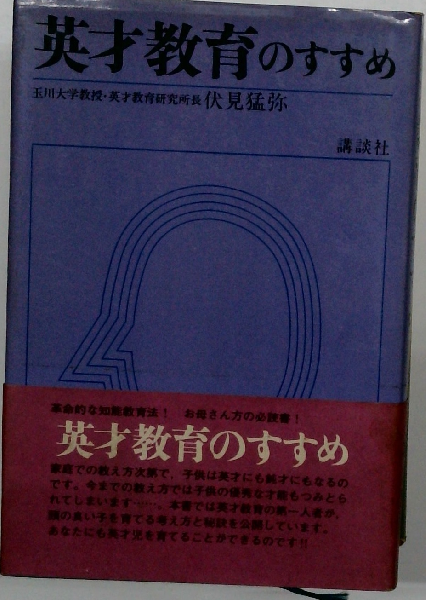 英才教育のすすめ
玉川大学教授・英才教育研究所長 伏見猛弥
講談社
革命的な知能教育法！ お母さん方の必読書！
英才教育のすすめ
家庭での教え方次第で、子供は英才にも鈍才にもなるの
です。今までの教え方では子供の優秀な才能もつみとら
れてしまいます……。本書では英才教育の第一人者が、
頭の良い子を育てる考え方と秘訣を公開しています。
あなたにも英才児を育てることができるのです!!